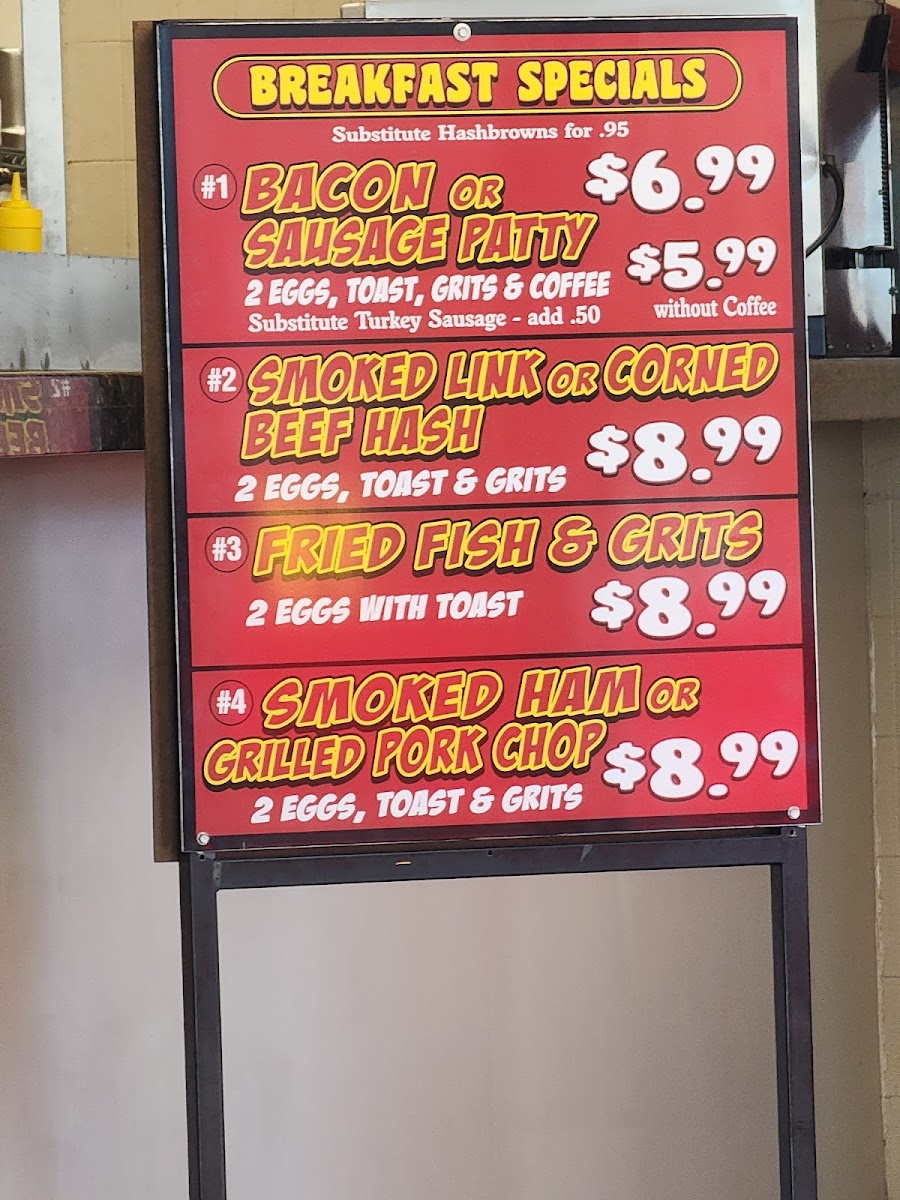 BREAKFAST SPECIALS
Substitute Hashbrowns for .95
#1 BACON OR $6.99
SAUSAGE PATTY
2 EGGS, TOAST, GRITS & COFFEE $5.99
Substitute Turkey Sausage - add .50 without Coffee
#2 SMOKED LINK OR CORNED
BEEF HASH $8.99
2 EGGS, TOAST & GRITS
#3 FRIED FISH & GRITS
2 EGGS WITH TOAST $8.99
#4 SMOKED HAM OR
GRILLED PORK CHOP $8.99
2 EGGS, TOAST & GRITS
#2